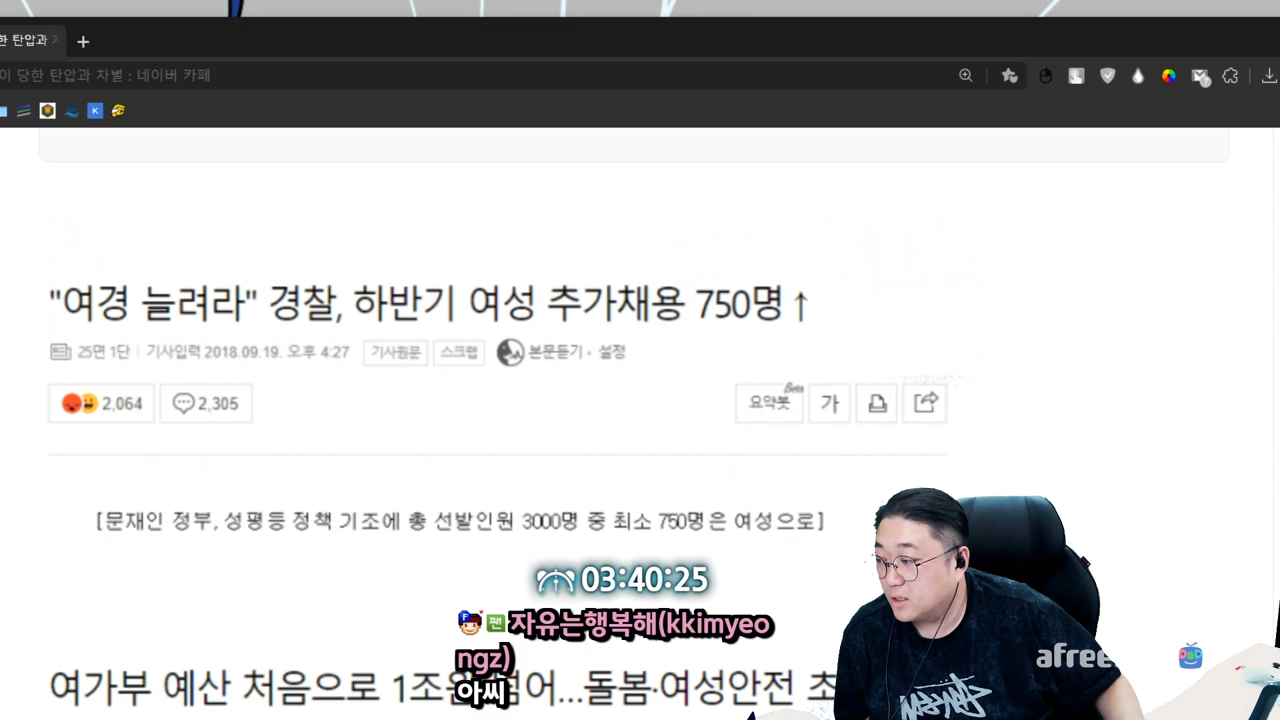 한 탄압과
이 당한 탄압과 차별 : 네이버 카페
K
"여경 늘려라" 경찰, 하반기 여성 추가채용 750명↑
25면 1단 기사입력 2018.09.19. 오후 4:27 기사원문 스크랩 본문듣기 · 설정
2,064 2,305 요약봇 Beta 가
[문재인 정부, 성평등 정책 기조에 총 선발인원 3000명 중 최소 750명은 여성으로]
03:40:25
F 팬 자유는행복해(kkimyeo
ngz)
아씨
afree
여가부 예산 처음으로 1조원 넘어...돌봄·여성안전 초